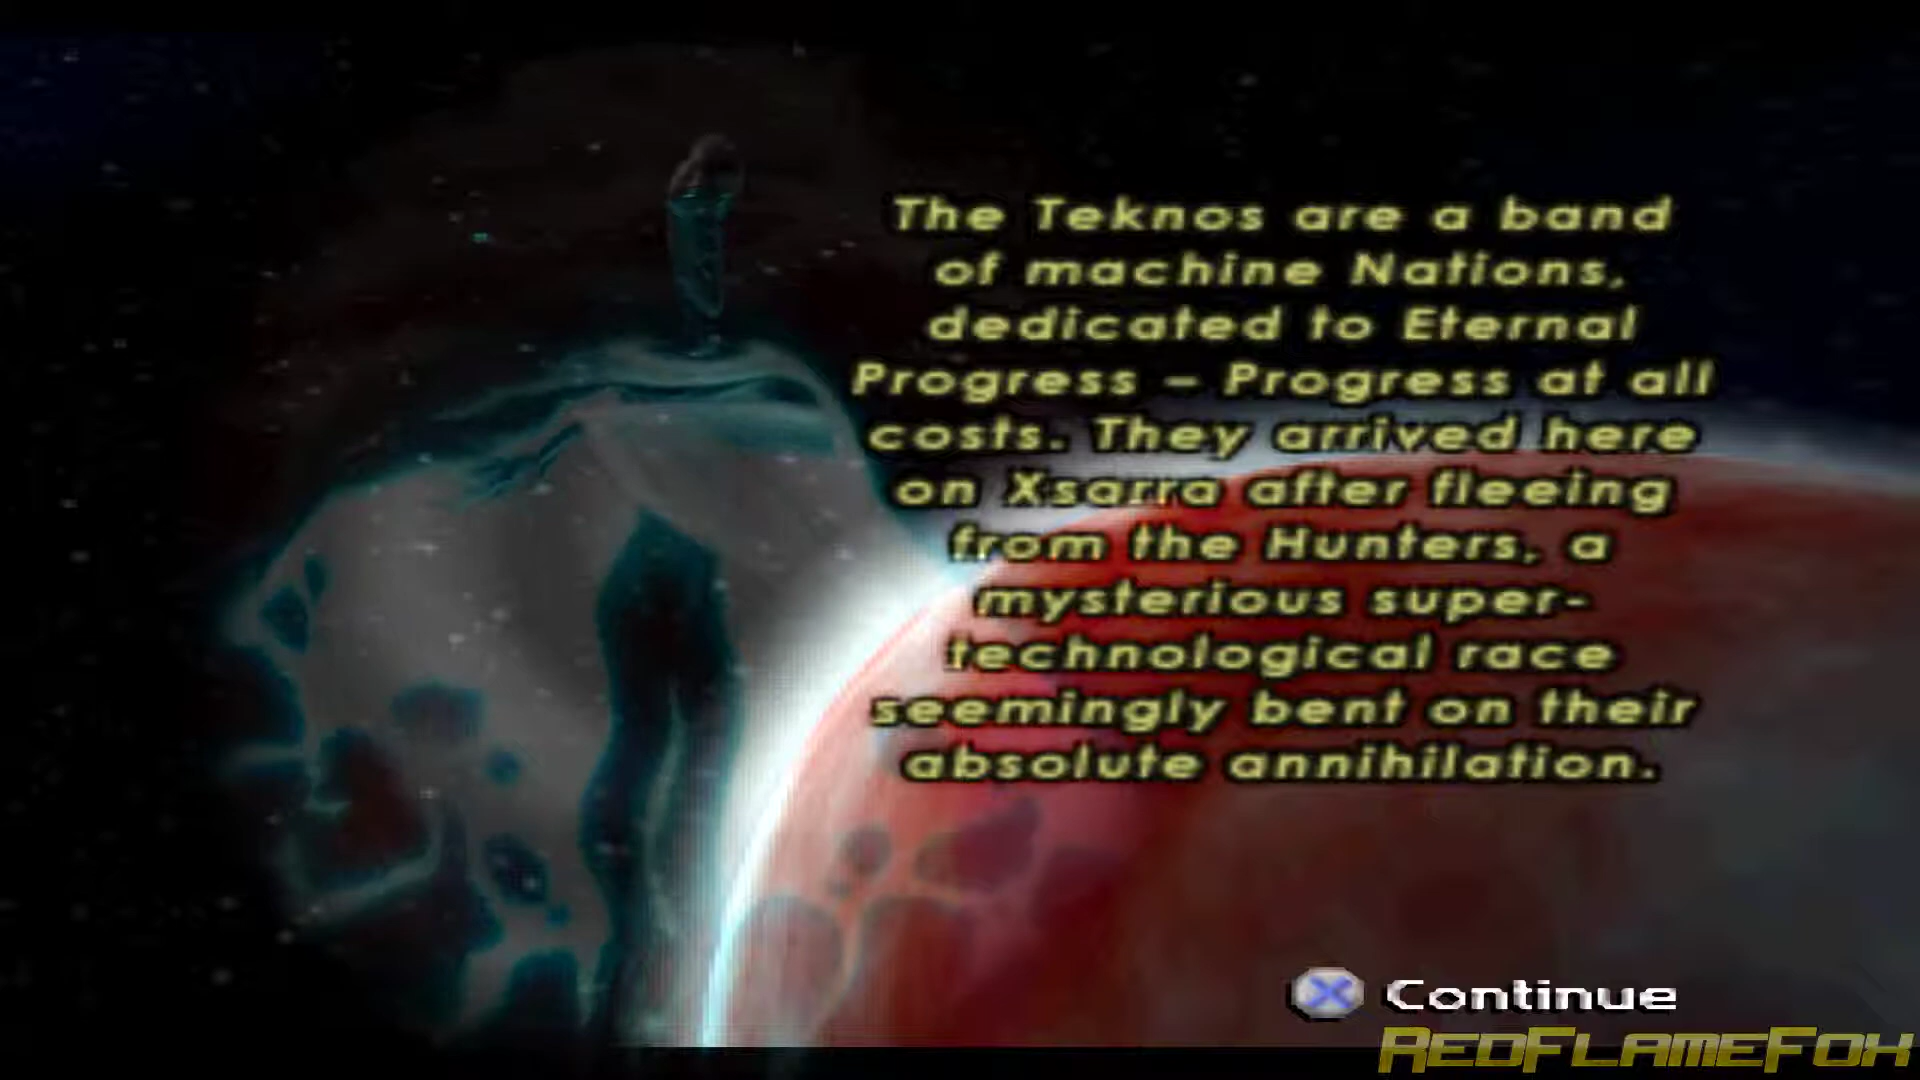 The Teknos are a band
of machine Nations,
dedicated to Eternal
Progress – Progress at all
costs. They arrived here
on Xsarra after fleeing
from the Hunters, a
mysterious super-
technological race
seemingly bent on their
absolute annihilation.
Continue
RedFlameFox